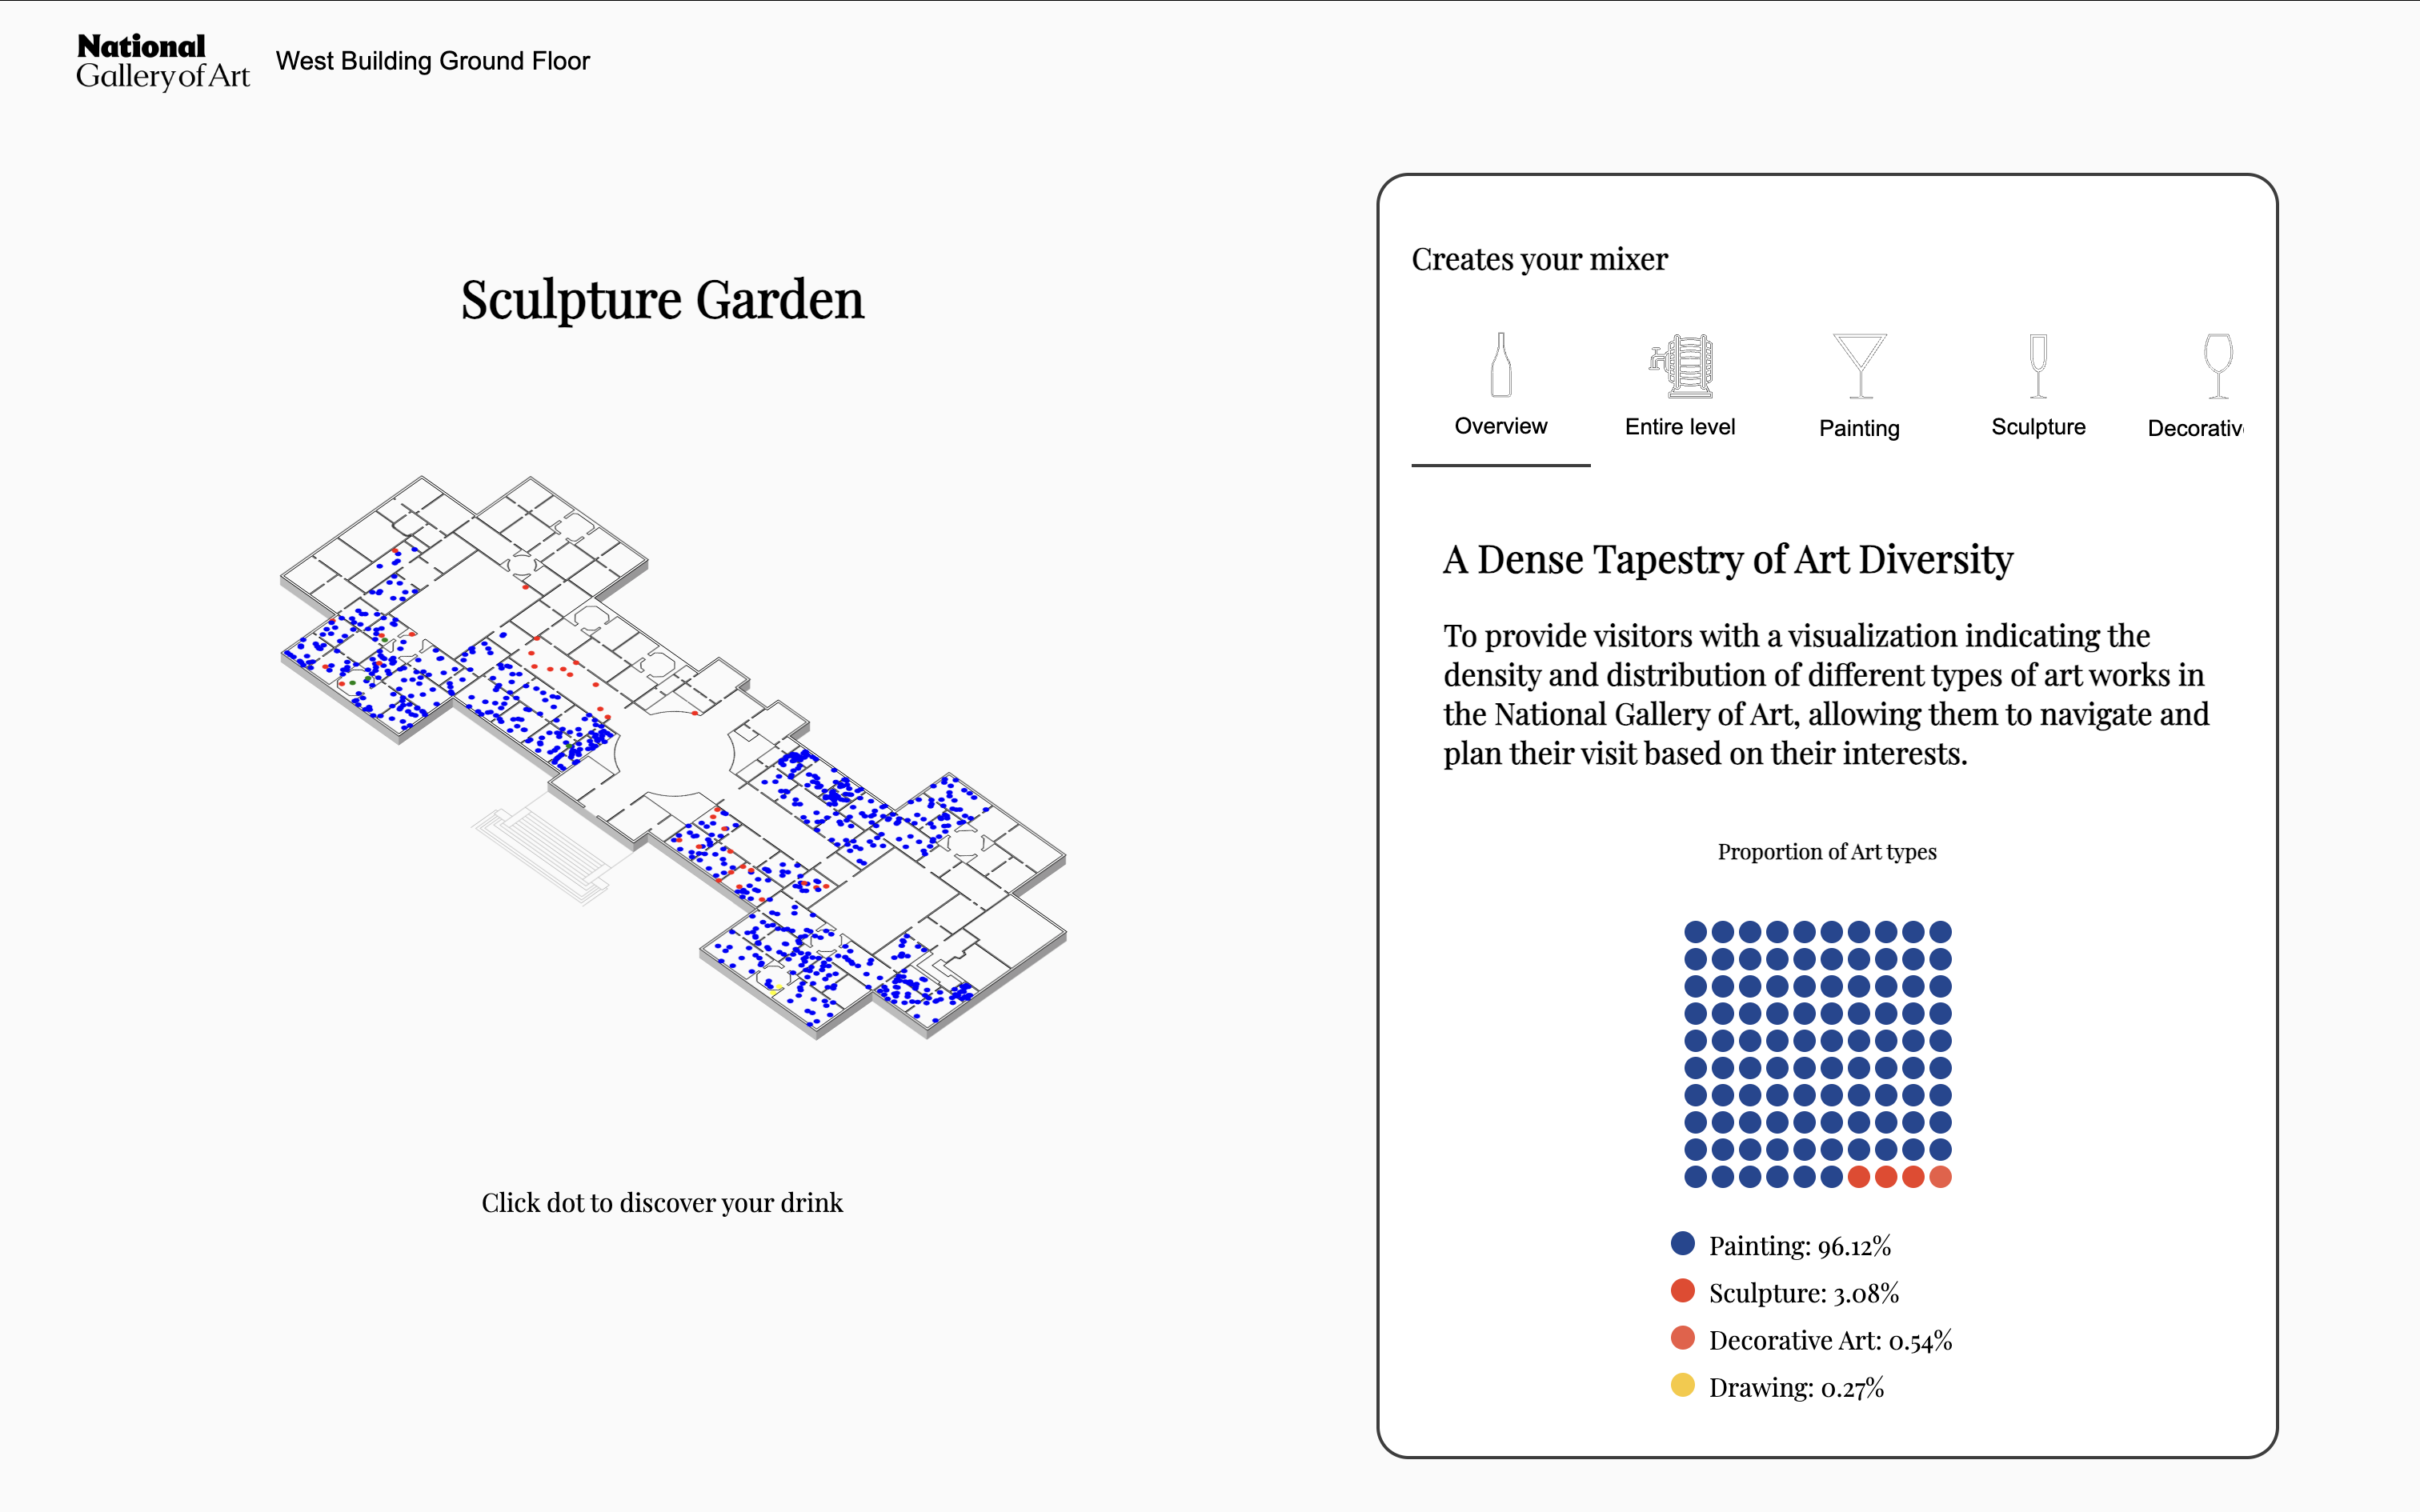 National
Gallery of Art
West Building Ground Floor
Sculpture Garden
Click dot to discover your drink
Creates your mixer
Overview
Entire level
Painting
Sculpture
Decorativ
A Dense Tapestry of Art Diversity
To provide visitors with a visualization indicating the
density and distribution of different types of art works in
the National Gallery of Art, allowing them to navigate and
plan their visit based on their interests.
Proportion of Art types
Painting: 96.12%
Sculpture: 3.08%
Decorative Art: 0.54%
Drawing: 0.27%